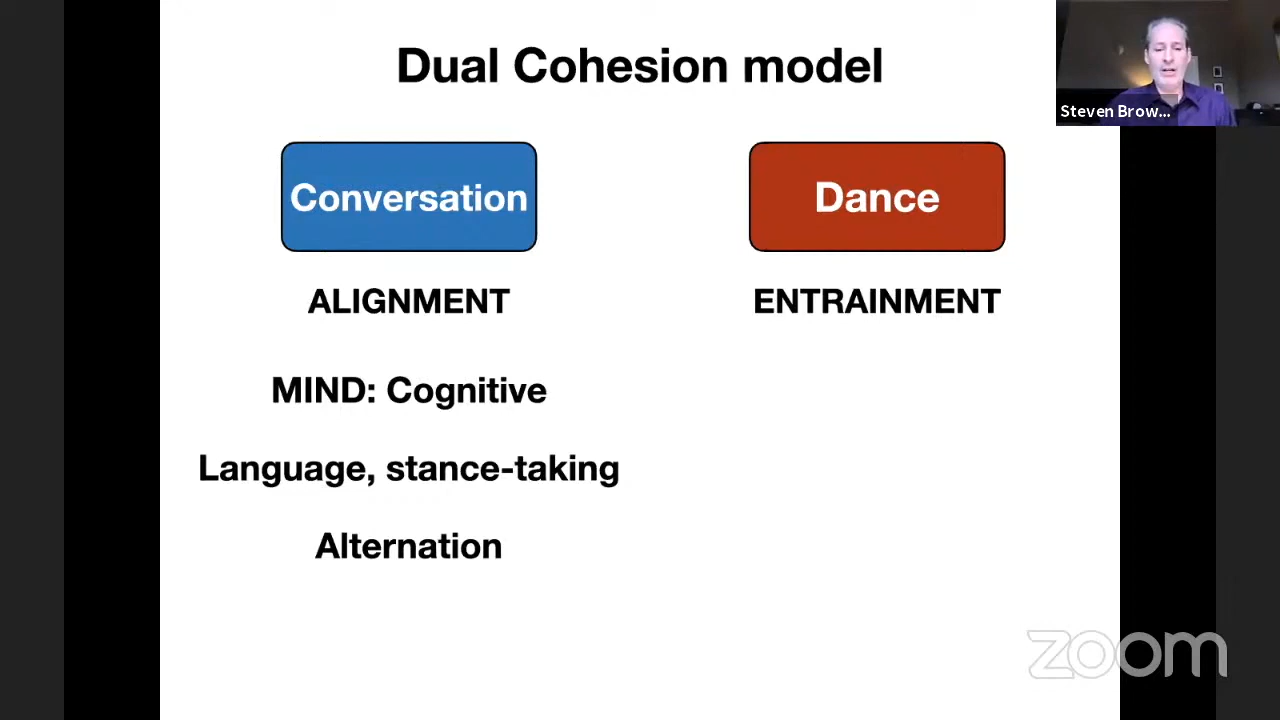 Dual Cohesion model
Steven Brow...
Conversation
Dance
ALIGNMENT
ENTRAINMENT
MIND: Cognitive
Language, stance-taking
Alternation
zoom